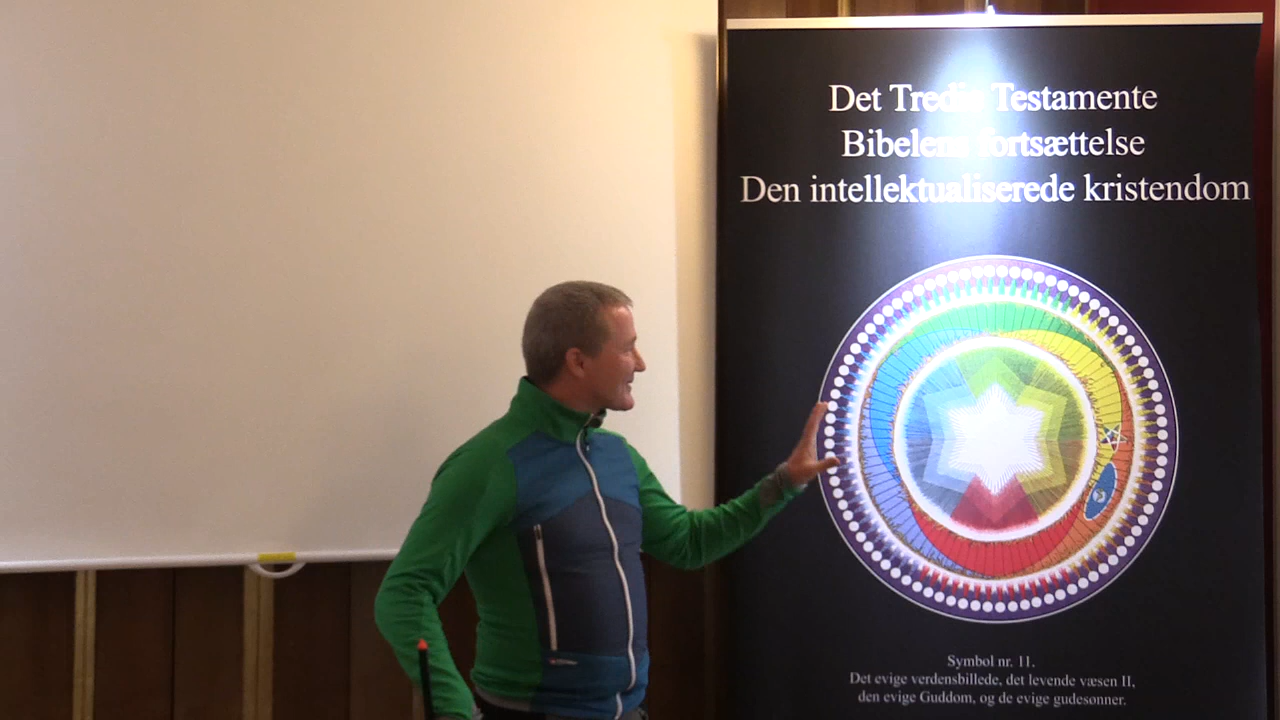 Det Tredie Testamente
Bibelens fortsættelse
Den intellektualiserede kristendom
Symbol nr. 11.
Det evige verdensbillede, det levende væsen II,
den evige Guddom, og de evige gudesønner.